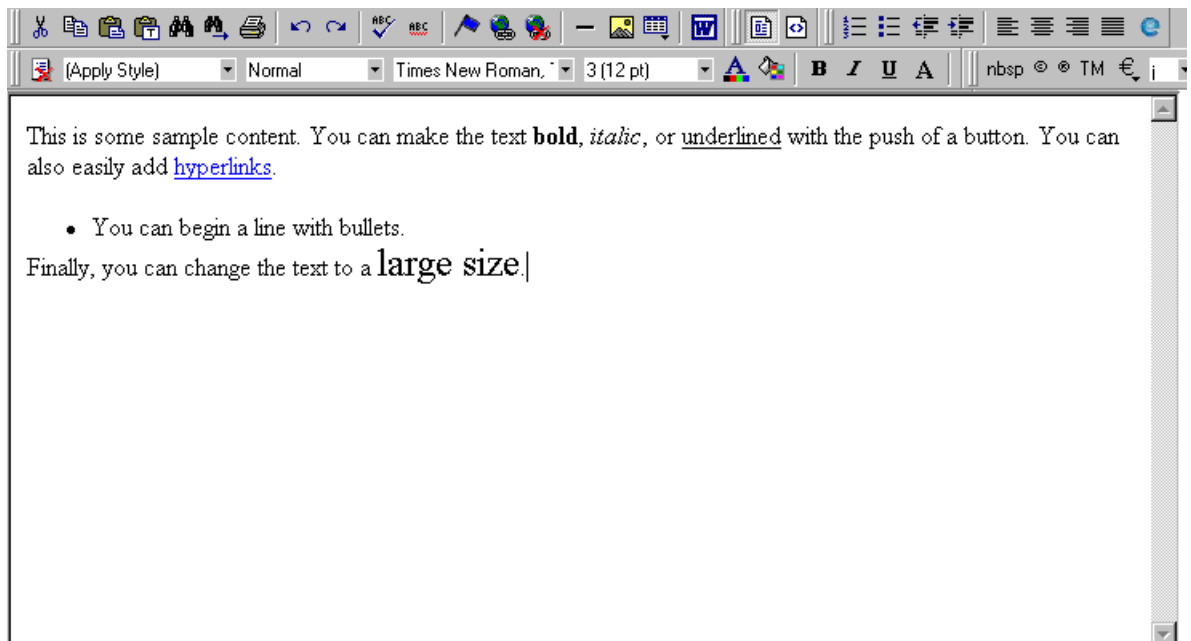 ABC ABC W
(Apply Style) Normal Times New Roman, 3 (12 pt) A B I U A nbsp © ® TM € ¡
This is some sample content. You can make the text bold, italic, or underlined with the push of a button. You can
also easily add hyperlinks.
• You can begin a line with bullets.
Finally, you can change the text to a large size.